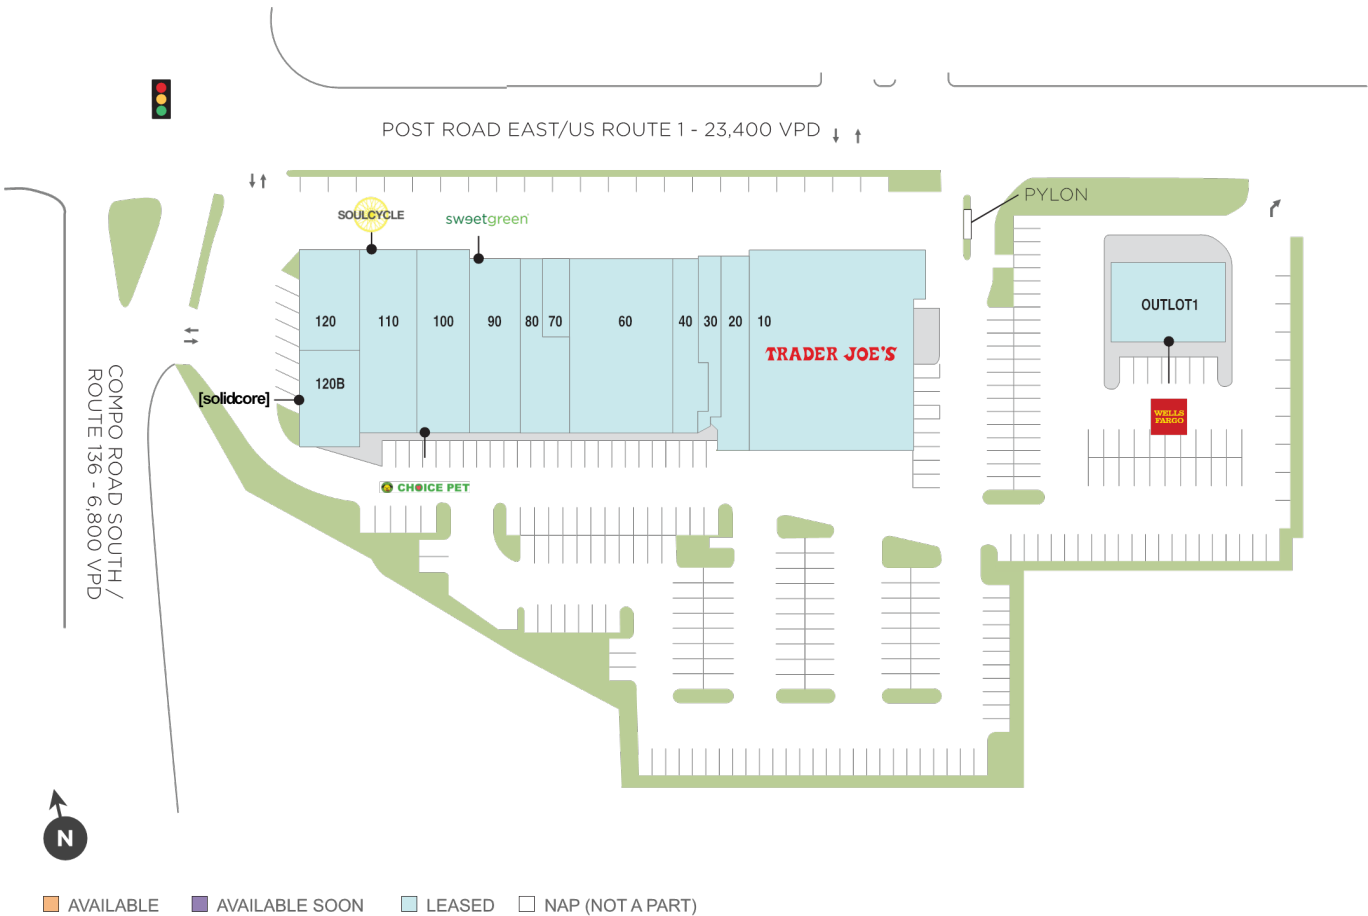 POST ROAD EAST/US ROUTE 1 - 23,400 VPD
PYLON
SOULCYCLE
sweetgreen
OUTLOT1
120
110
100
90
80
70
60
40
30
20
10
TRADER JOE'S
120B
[solidcore]
WELLS
FARGO
CHOICE PET
COMPO ROAD SOUTH /
ROUTE 136 - 6,800 VPD
N
AVAILABLE
AVAILABLE SOON
LEASED
NAP (NOT A PART)